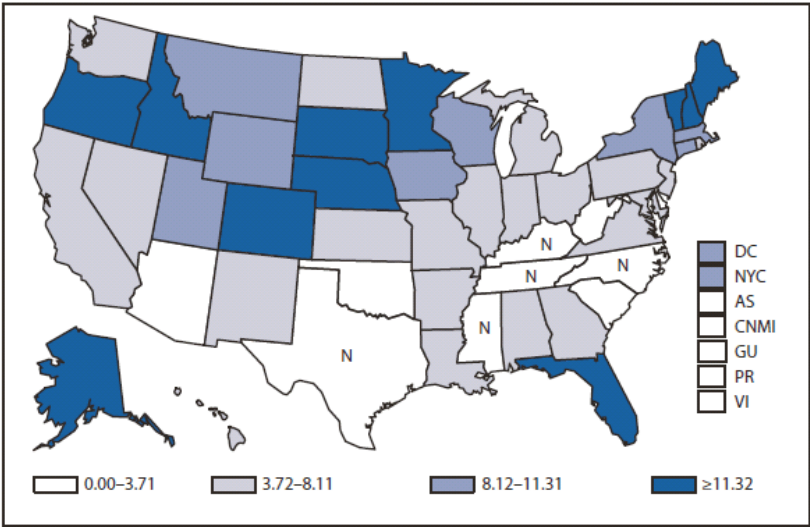 N
N
N
N
N
DC
NYC
AS
CNMI
GU
PR
VI
0.00–3.71
3.72–8.11
8.12–11.31
≥11.32